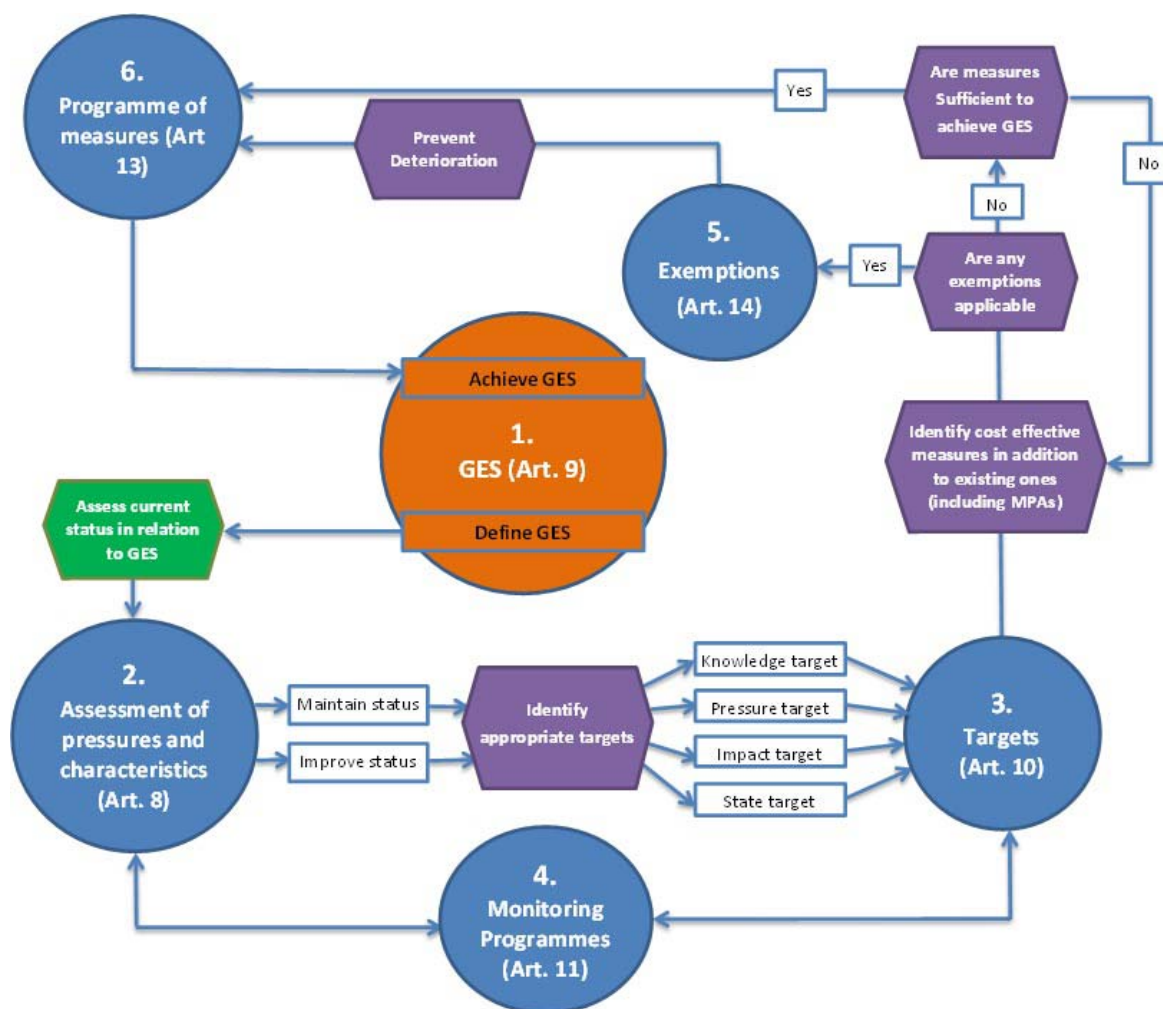 6.
Programme of
measures (Art
13)
Prevent
Deterioration
Yes
Are measures
Sufficient to
achieve GES
No
No
5.
Exemptions
(Art. 14)
Yes
Are any
exemptions
applicable
Achieve GES
1.
GES (Art. 9)
Define GES
Identify cost effective
measures in addition
to existing ones
(including MPAs)
Assess current
status in relation
to GES
2.
Assessment of
pressures and
characteristics
(Art. 8)
Maintain status
Improve status
Identify
appropriate targets
Knowledge target
Pressure target
Impact target
State target
3.
Targets
(Art. 10)
4.
Monitoring
Programmes
(Art. 11)